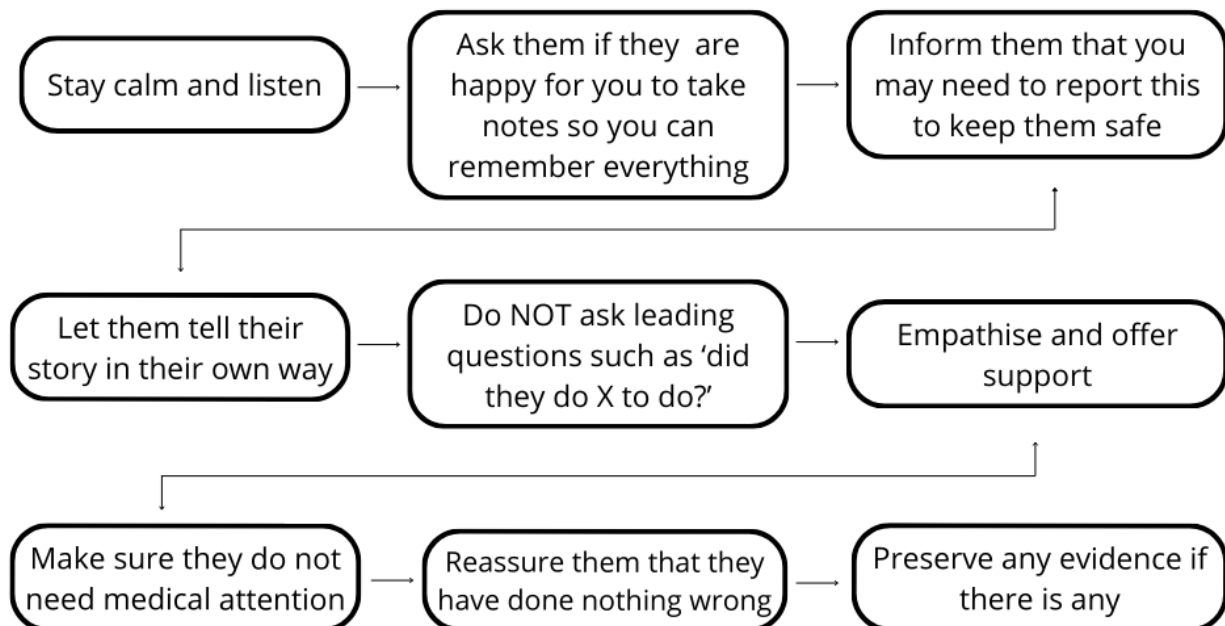 Stay calm and listen
Ask them if they are
happy for you to take
notes so you can
remember everything
Inform them that you
may need to report this
to keep them safe
Let them tell their
story in their own way
Do NOT ask leading
questions such as ‘did
they do X to do?’
Empathise and offer
support
Make sure they do not
need medical attention
Reassure them that they
have done nothing wrong
Preserve any evidence if
there is any